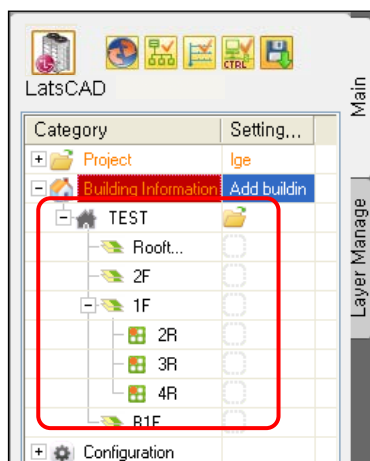 CTRL
LatsCAD
Main
Category Setting...
Project lge
Building Information Add buildin
TEST
Rooft...
2F
1F
2R
3R
4R
B1F
Configuration
Layer Manage